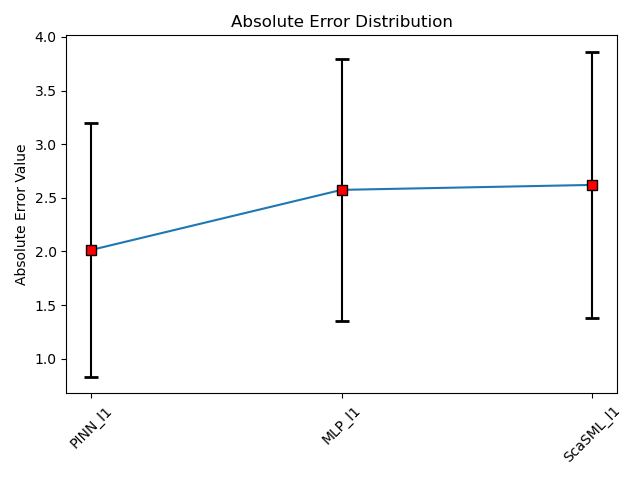 Absolute Error Distribution
Absolute Error Value
4.0
3.5
3.0
2.5
2.0
1.5
1.0
PINN_l1
MLP_l1
ScaSML_l1